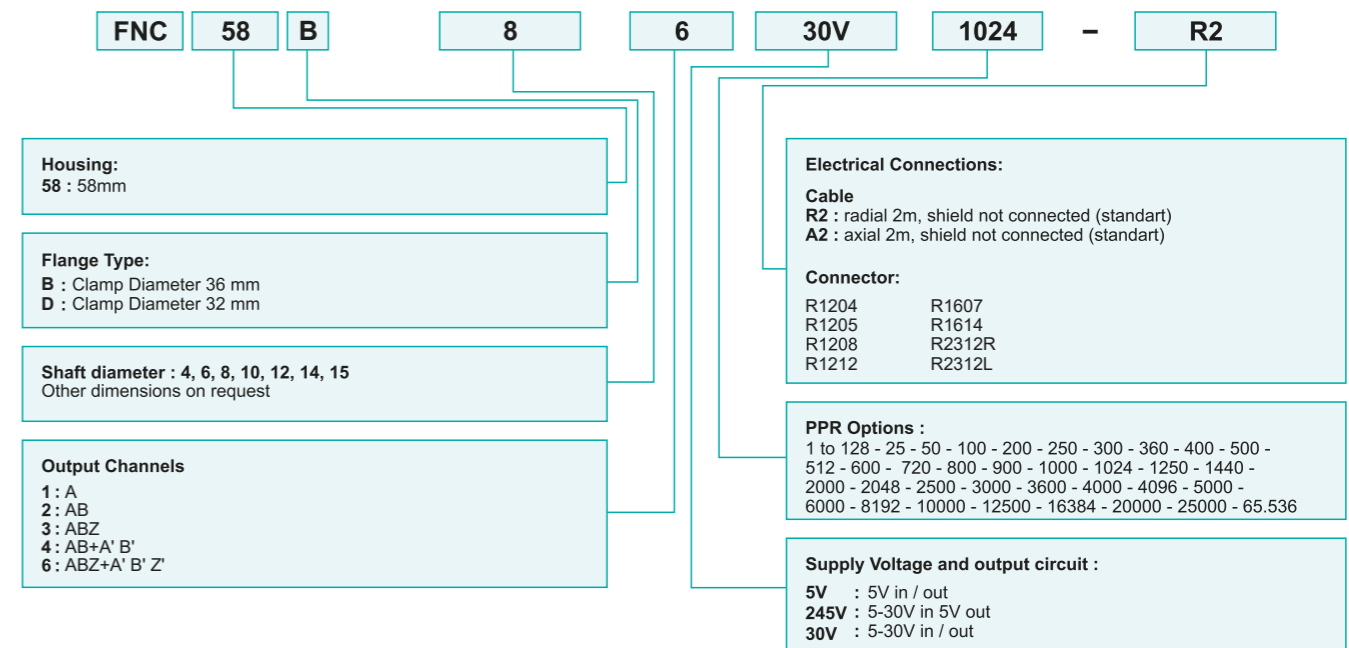 FNC 58 B 8 6 30V 1024 – R2
Housing:
58 : 58mm
Flange Type:
B : Clamp Diameter 36 mm
D : Clamp Diameter 32 mm
Shaft diameter : 4, 6, 8, 10, 12, 14, 15
Other dimensions on request
Output Channels
1 : A
2 : AB
3 : ABZ
4 : AB+A' B'
6 : ABZ+A' B' Z'
Electrical Connections:
Cable
R2 : radial 2m, shield not connected (standart)
A2 : axial 2m, shield not connected (standart)
Connector:
R1204 R1607
R1205 R1614
R1208 R2312R
R1212 R2312L
PPR Options :
1 to 128 - 25 - 50 - 100 - 200 - 250 - 300 - 360 - 400 - 500 -
512 - 600 - 720 - 800 - 900 - 1000 - 1024 - 1250 - 1440 -
2000 - 2048 - 2500 - 3000 - 3600 - 4000 - 4096 - 5000 -
6000 - 8192 - 10000 - 12500 - 16384 - 20000 - 25000 - 65.536
Supply Voltage and output circuit :
5V : 5V in / out
245V : 5-30V in 5V out
30V : 5-30V in / out